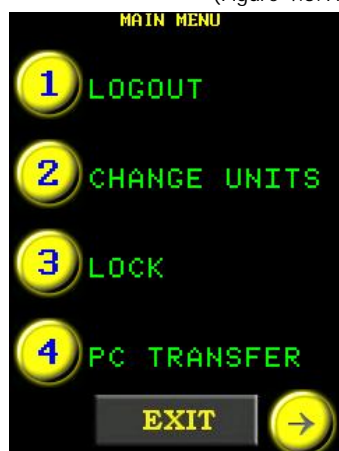 MAIN MENU
1 LOGOUT
2 CHANGE UNITS
3 LOCK
4 PC TRANSFER
EXIT